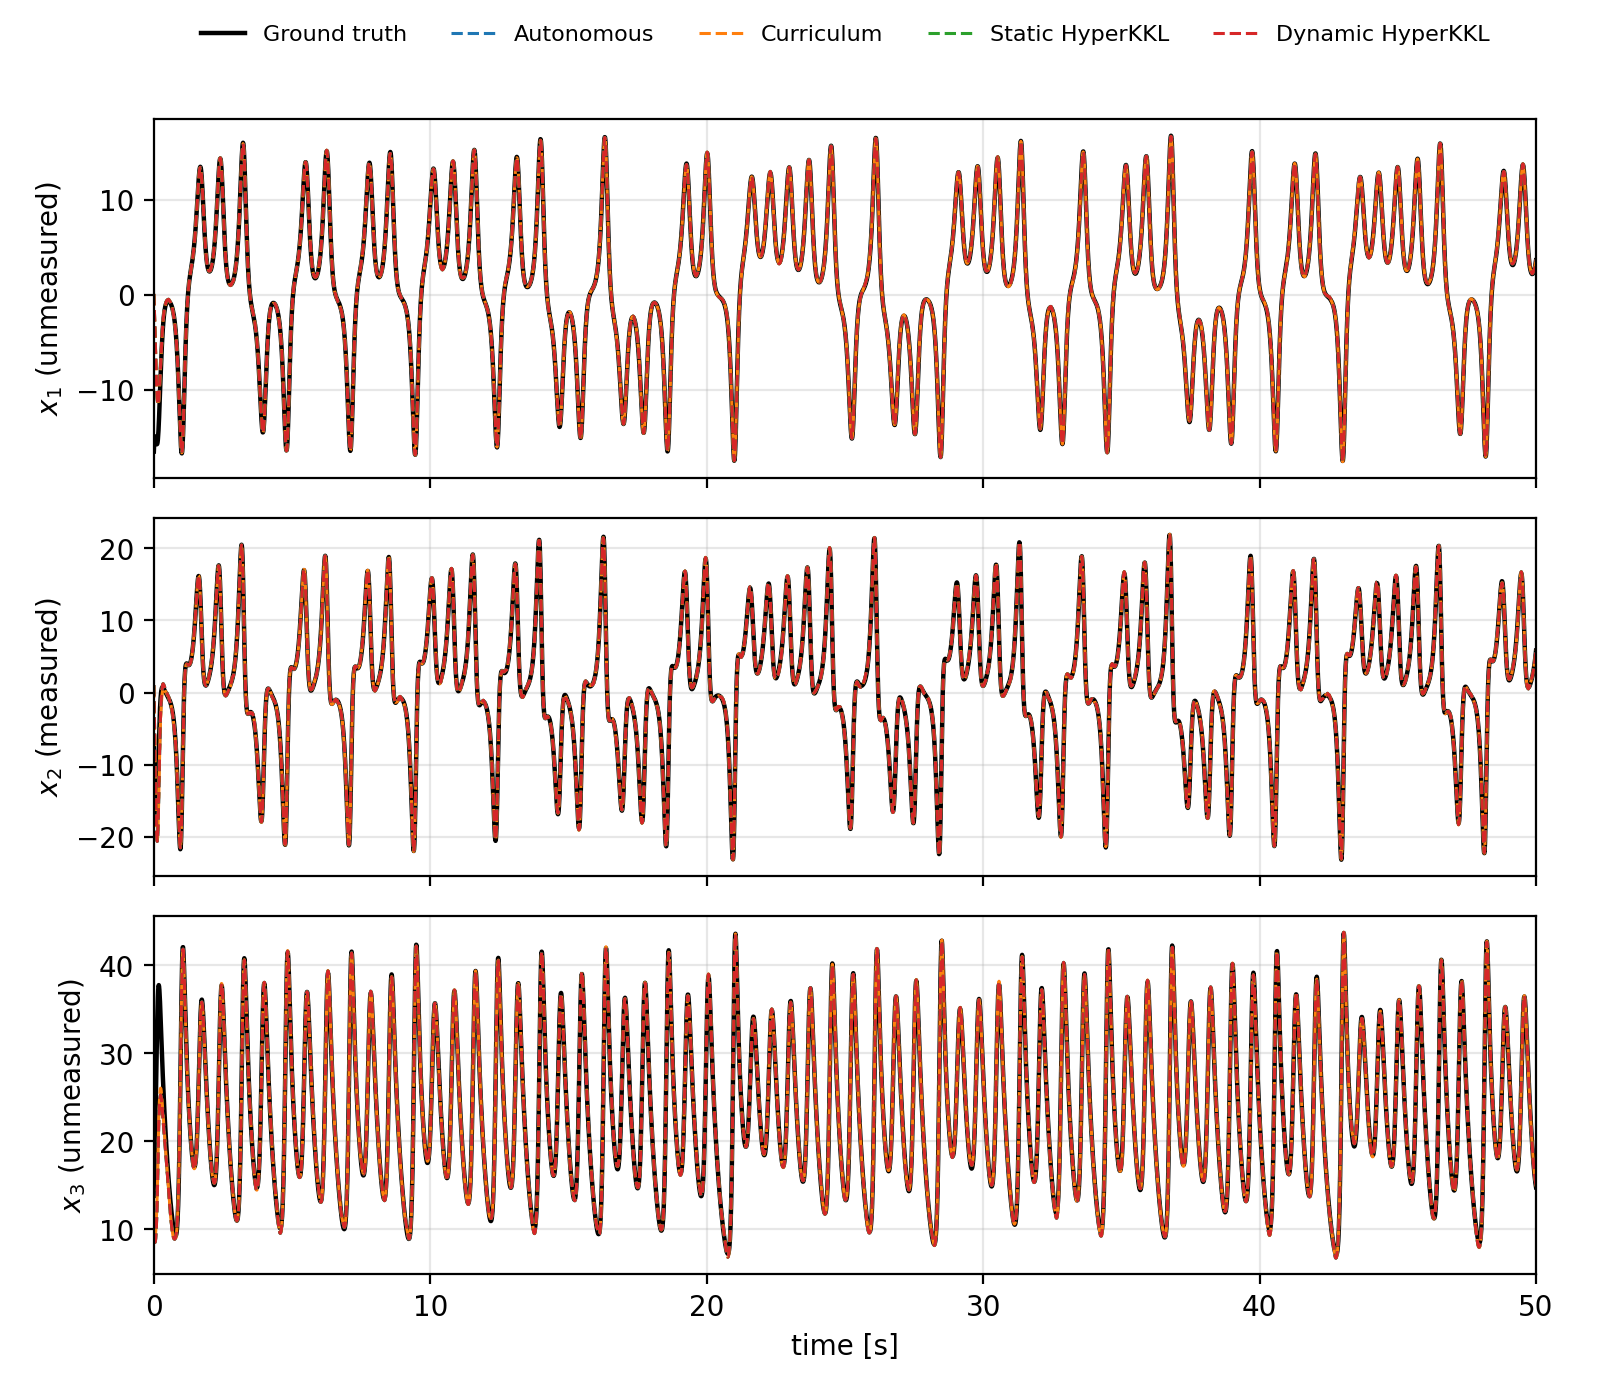 Ground truth Autonomous Curriculum Static HyperKKL Dynamic HyperKKL
10
0
−10
x₁ (unmeasured)
20
10
0
−10
−20
x₂ (measured)
40
30
20
10
x₃ (unmeasured)
0 10 20 30 40 50
time [s]